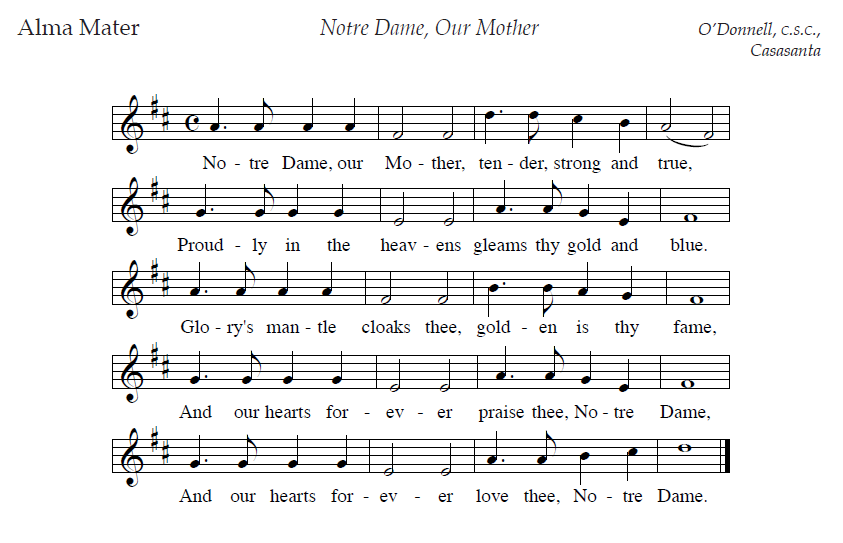 Alma Mater
Notre Dame, Our Mother
O'Donnell, C.S.C.,
Casasanta
No - tre Dame, our Mo - ther, ten - der, strong and true,
Proud - ly in the heav - ens gleams thy gold and blue.
Glo - ry's man - tle cloaks thee, gold - en is thy fame,
And our hearts for - ev - er praise thee, No - tre Dame,
And our hearts for - ev - er love thee, No - tre Dame.